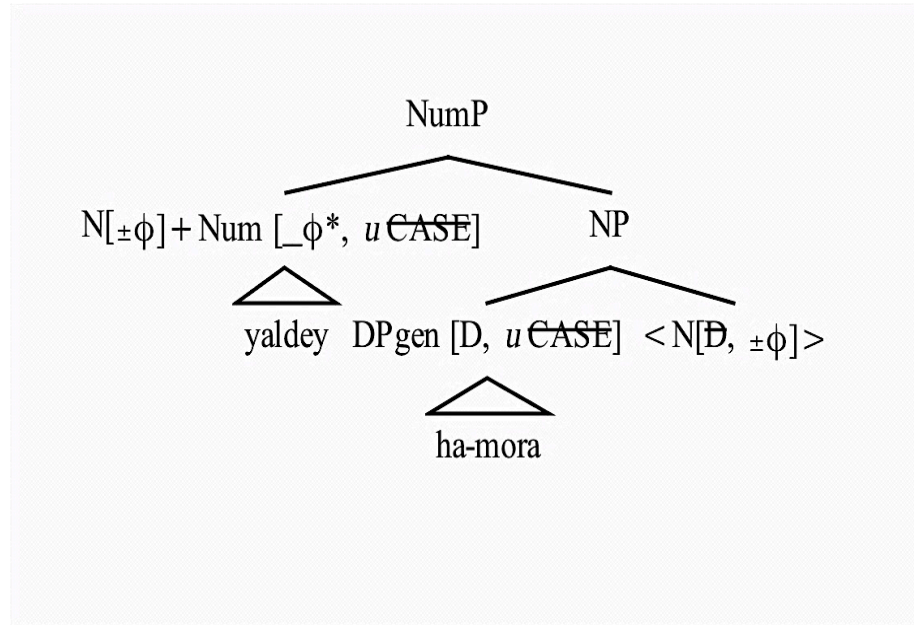 NumP
N[±ϕ]+Num [_ϕ*, uCASE] NP
yaldey DPgen [D, uCASE] <N[D, ±ϕ]>
ha-mora